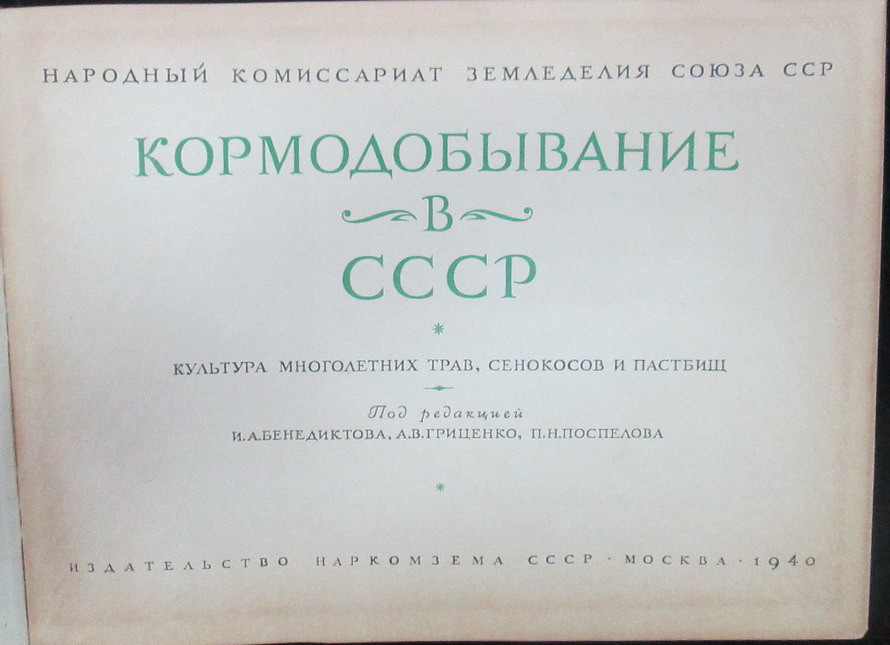 НАРОДНЫЙ КОМИССАРИАТ ЗЕМЛЕДЕЛИЯ СОЮЗА ССР
КОРМОДОБЫВАНИЕ
В
СССР
КУЛЬТУРА МНОГОЛЕТНИХ ТРАВ, СЕНОКОСОВ И ПАСТБИЩ
Под редакцией
И.А.БЕНЕДИКТОВА, А.В.ГРИЦЕНКО, П.Н.ПОСПЕЛОВА
ИЗДАТЕЛЬСТВО НАРКОМЗЕМА СССР · МОСКВА · 1940